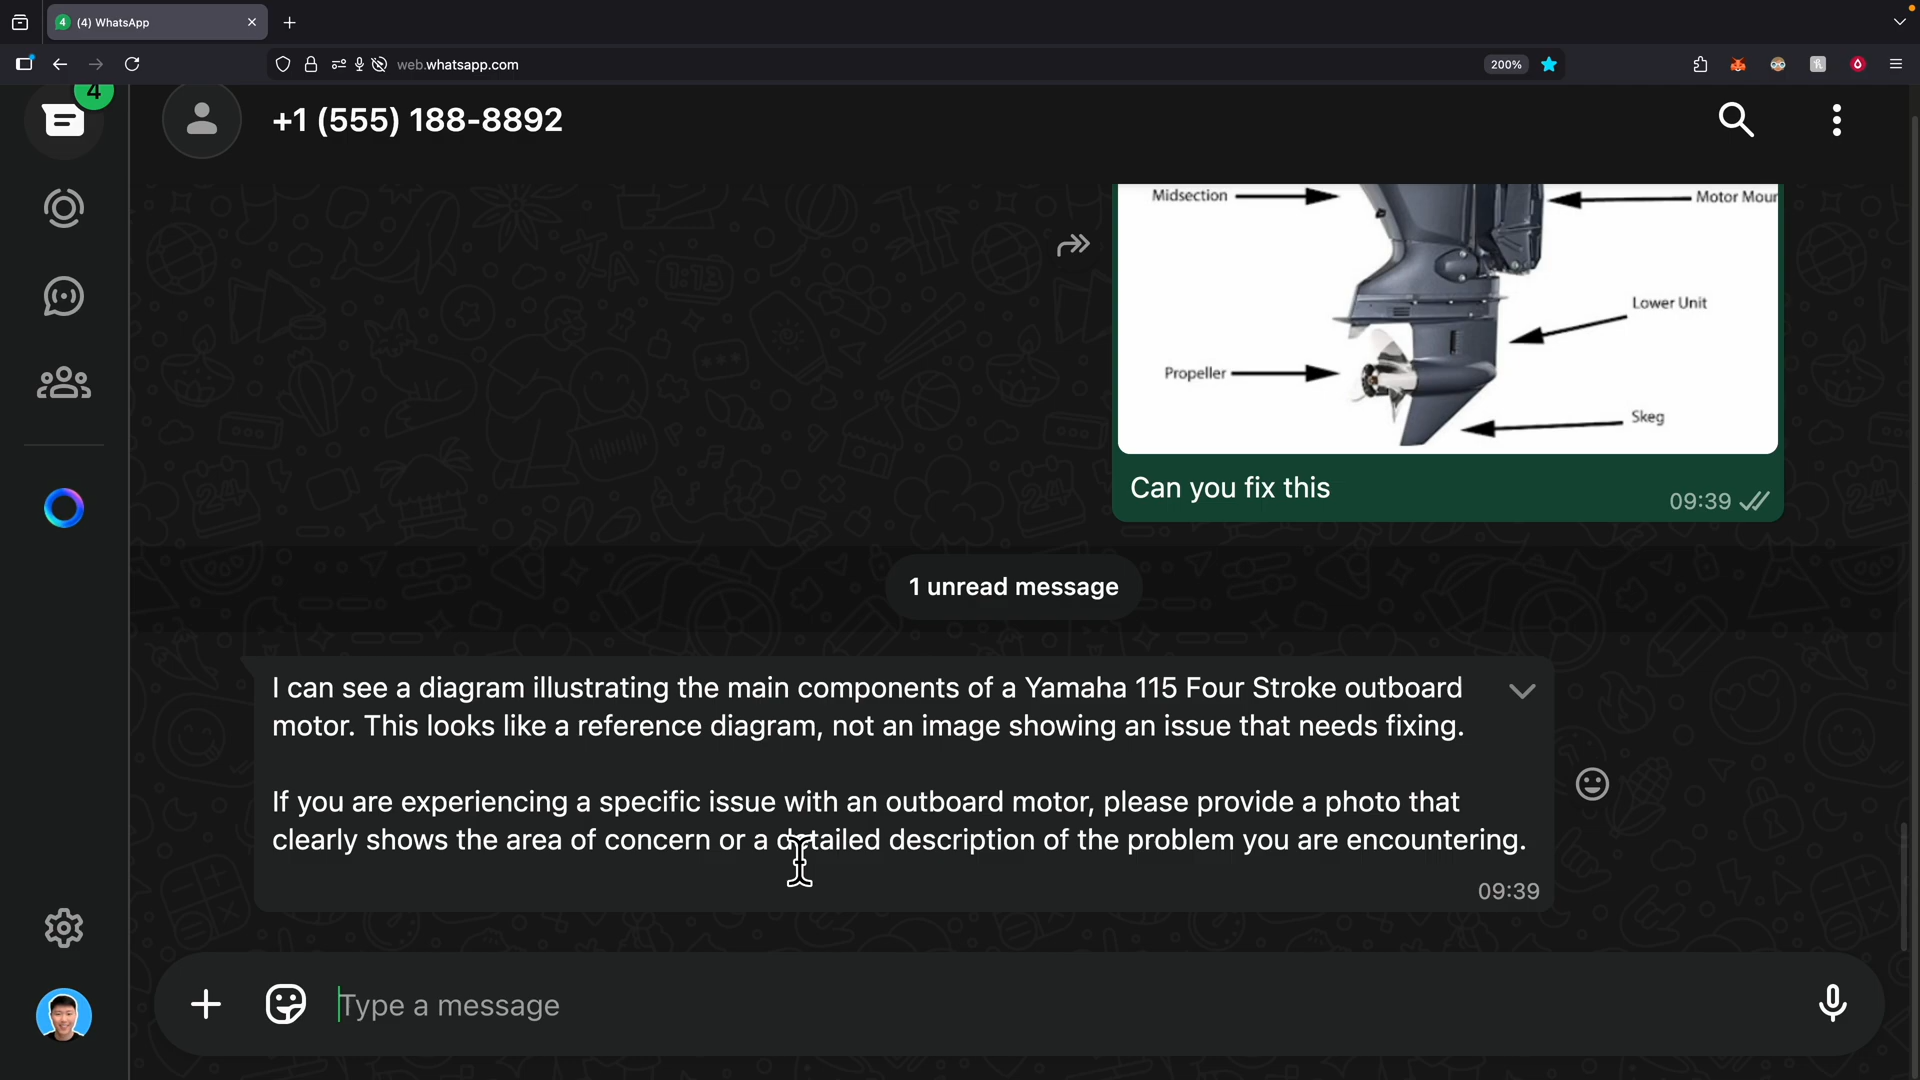 4
(4) WhatsApp
web.whatsapp.com
200%
4
+1 (555) 188-8892
Midsection
Motor Moun
Lower Unit
Propeller
Skeg
Can you fix this
09:39
1 unread message
I can see a diagram illustrating the main components of a Yamaha 115 Four Stroke outboard
motor. This looks like a reference diagram, not an image showing an issue that needs fixing.
If you are experiencing a specific issue with an outboard motor, please provide a photo that
clearly shows the area of concern or a detailed description of the problem you are encountering.
09:39
Type a message